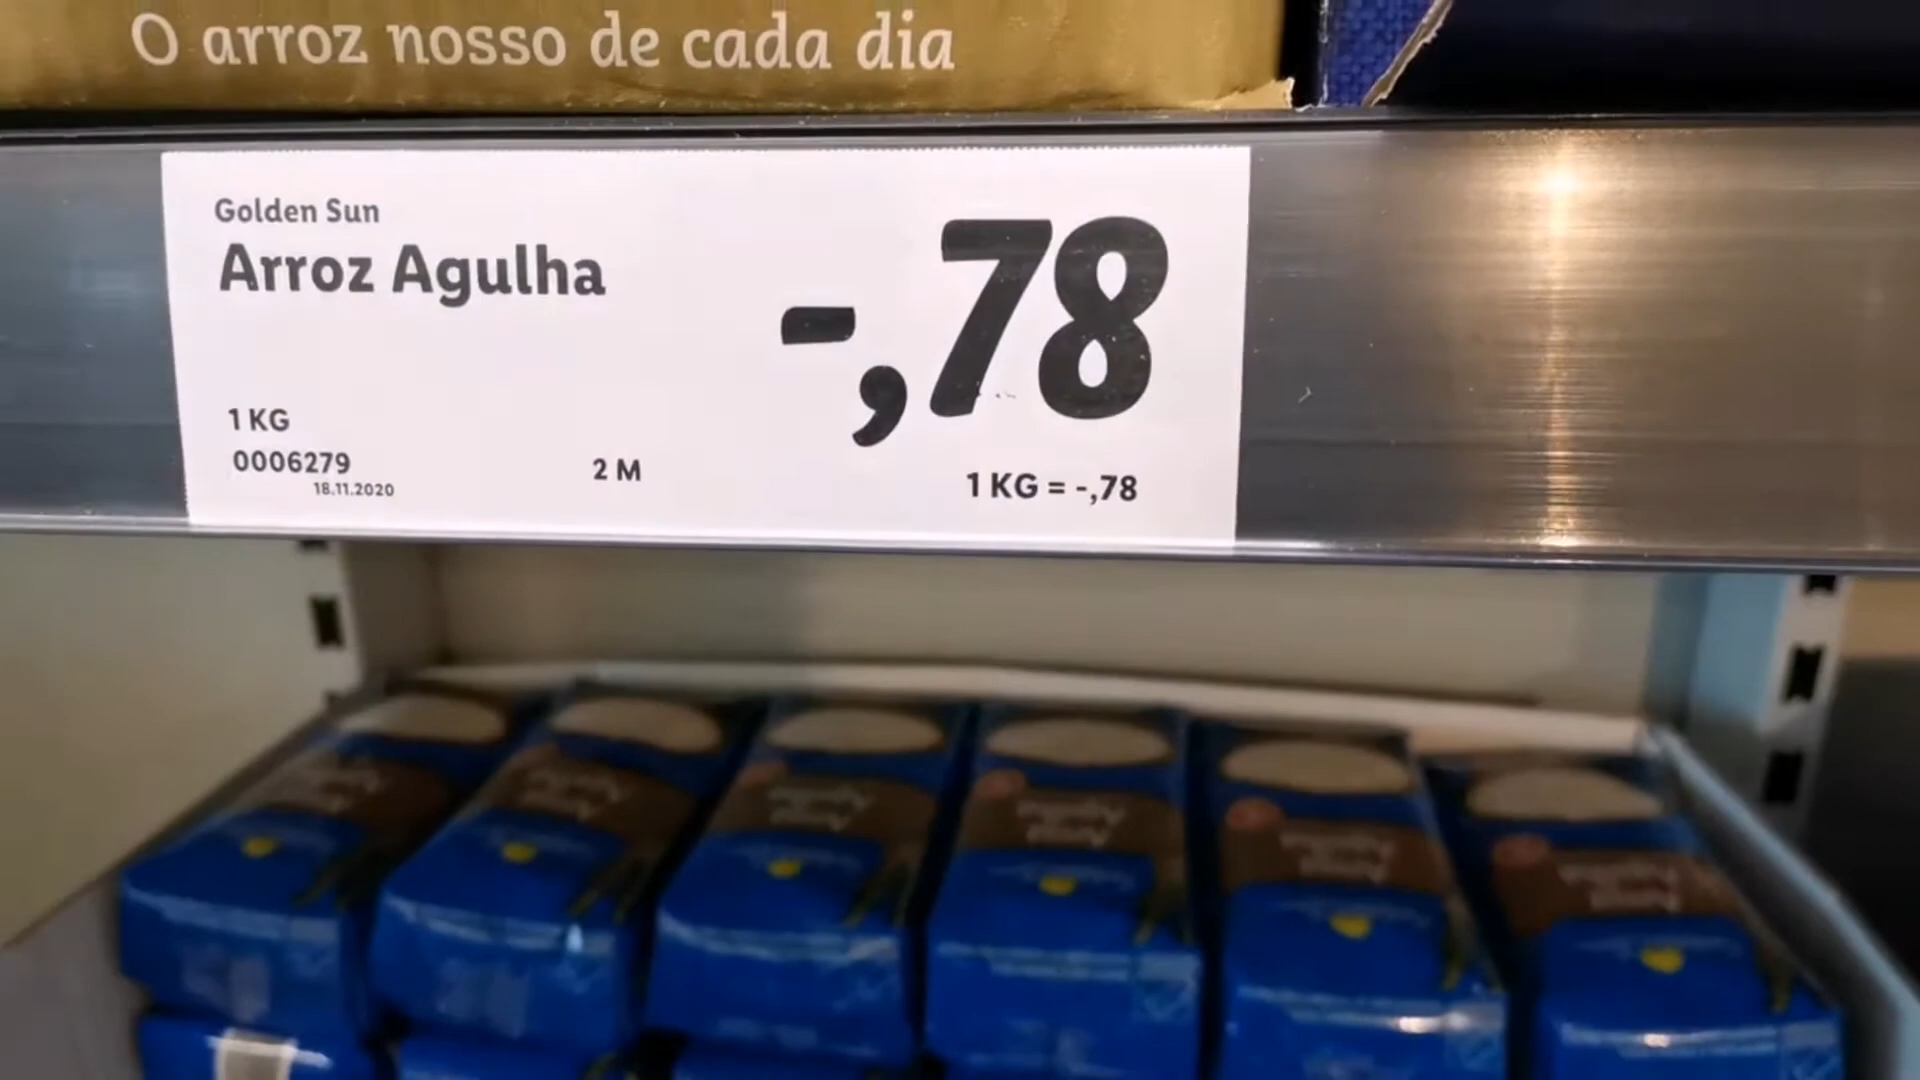 O arroz nosso de cada dia
Golden Sun
Arroz Agulha
-,78
1 KG
0006279
18.11.2020
2 M
1 KG = -,78